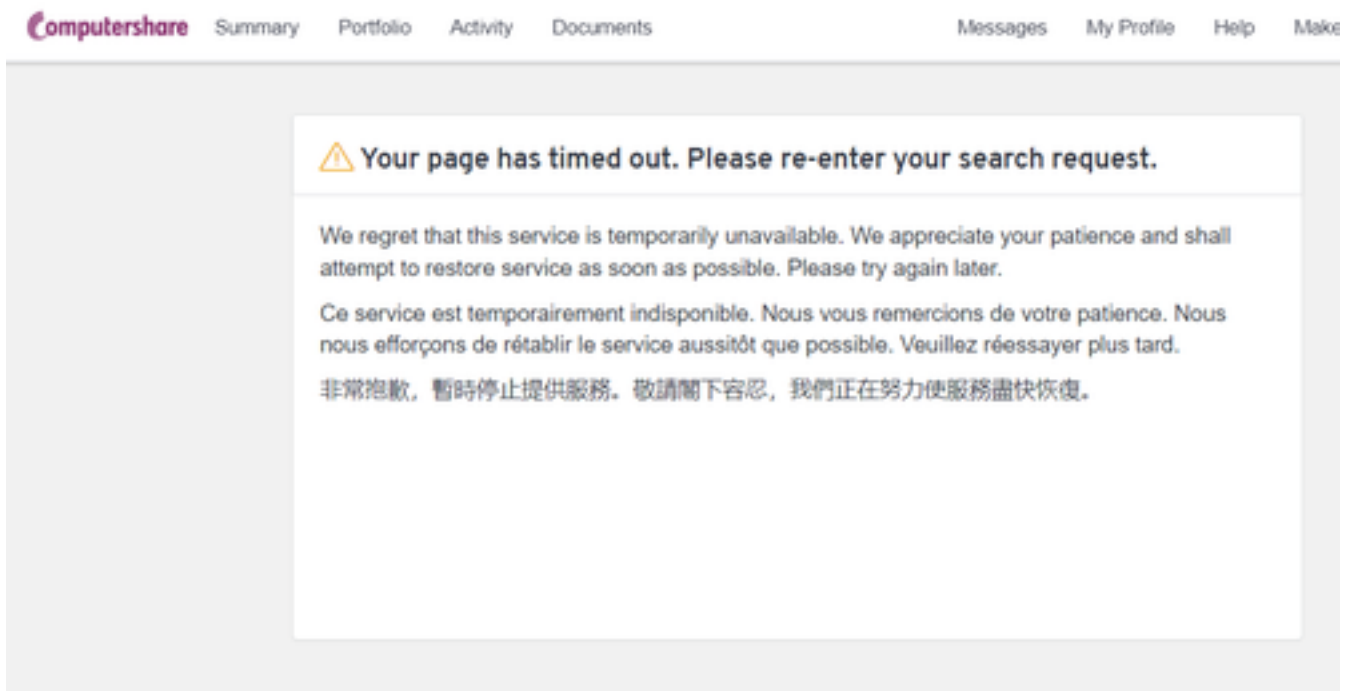 Computershare Summary Portfolio Activity Documents Messages My Profile Help Make
Your page has timed out. Please re-enter your search request.
We regret that this service is temporarily unavailable. We appreciate your patience and shall
attempt to restore service as soon as possible. Please try again later.
Ce service est temporairement indisponible. Nous vous remercions de votre patience. Nous
nous efforçons de rétablir le service aussitôt que possible. Veuillez réessayer plus tard.
非常抱歉，暫時停止提供服務。敬請閣下容忍，我們正在努力使服務盡快恢復。